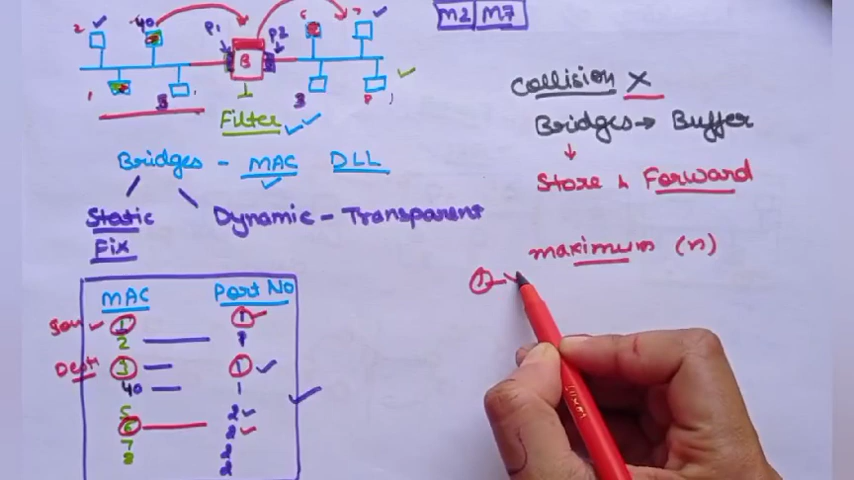 M2 M7
2 40 6 7
P1 B P2
1 3 3 8
Filter
Collision X
Bridges → Buffer
Store & Forward
Bridges - MAC DLL
Static Dynamic - Transparent
Fix
maximum (n)
1
MAC Port No
Sou 1 1
2 1
Dest 3 1
40 1
5 2
6 2
7 2
8 2